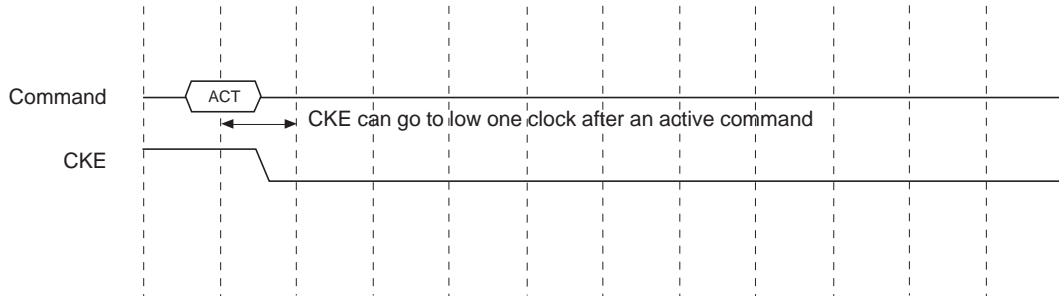 Command
ACT
CKE can go to low one clock after an active command
CKE